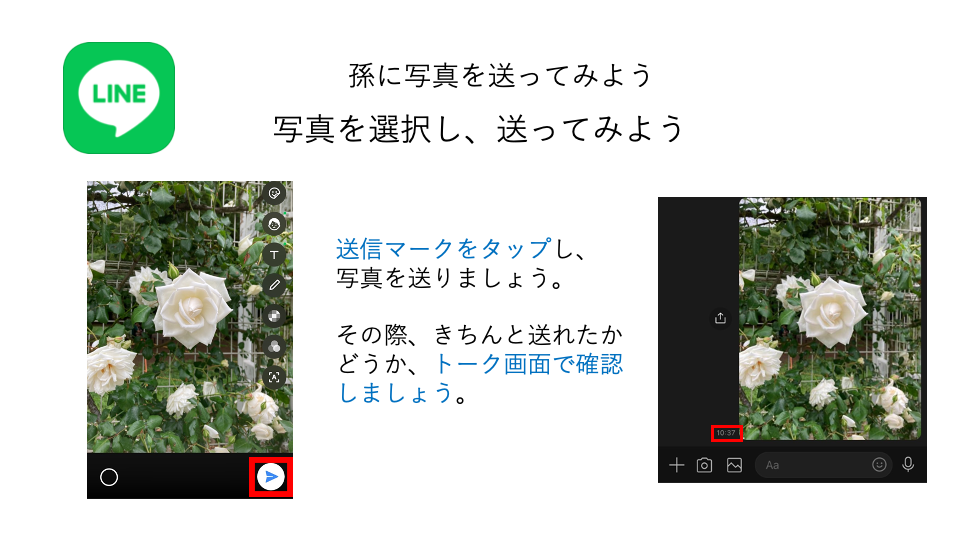 LINE
孫に写真を送ってみよう
写真を選択し、送ってみよう
T
A
送信マークをタップし、
写真を送りましょう。
その際、きちんと送れたか
どうか、トーク画面で確認
しましょう。
10:37
Aa